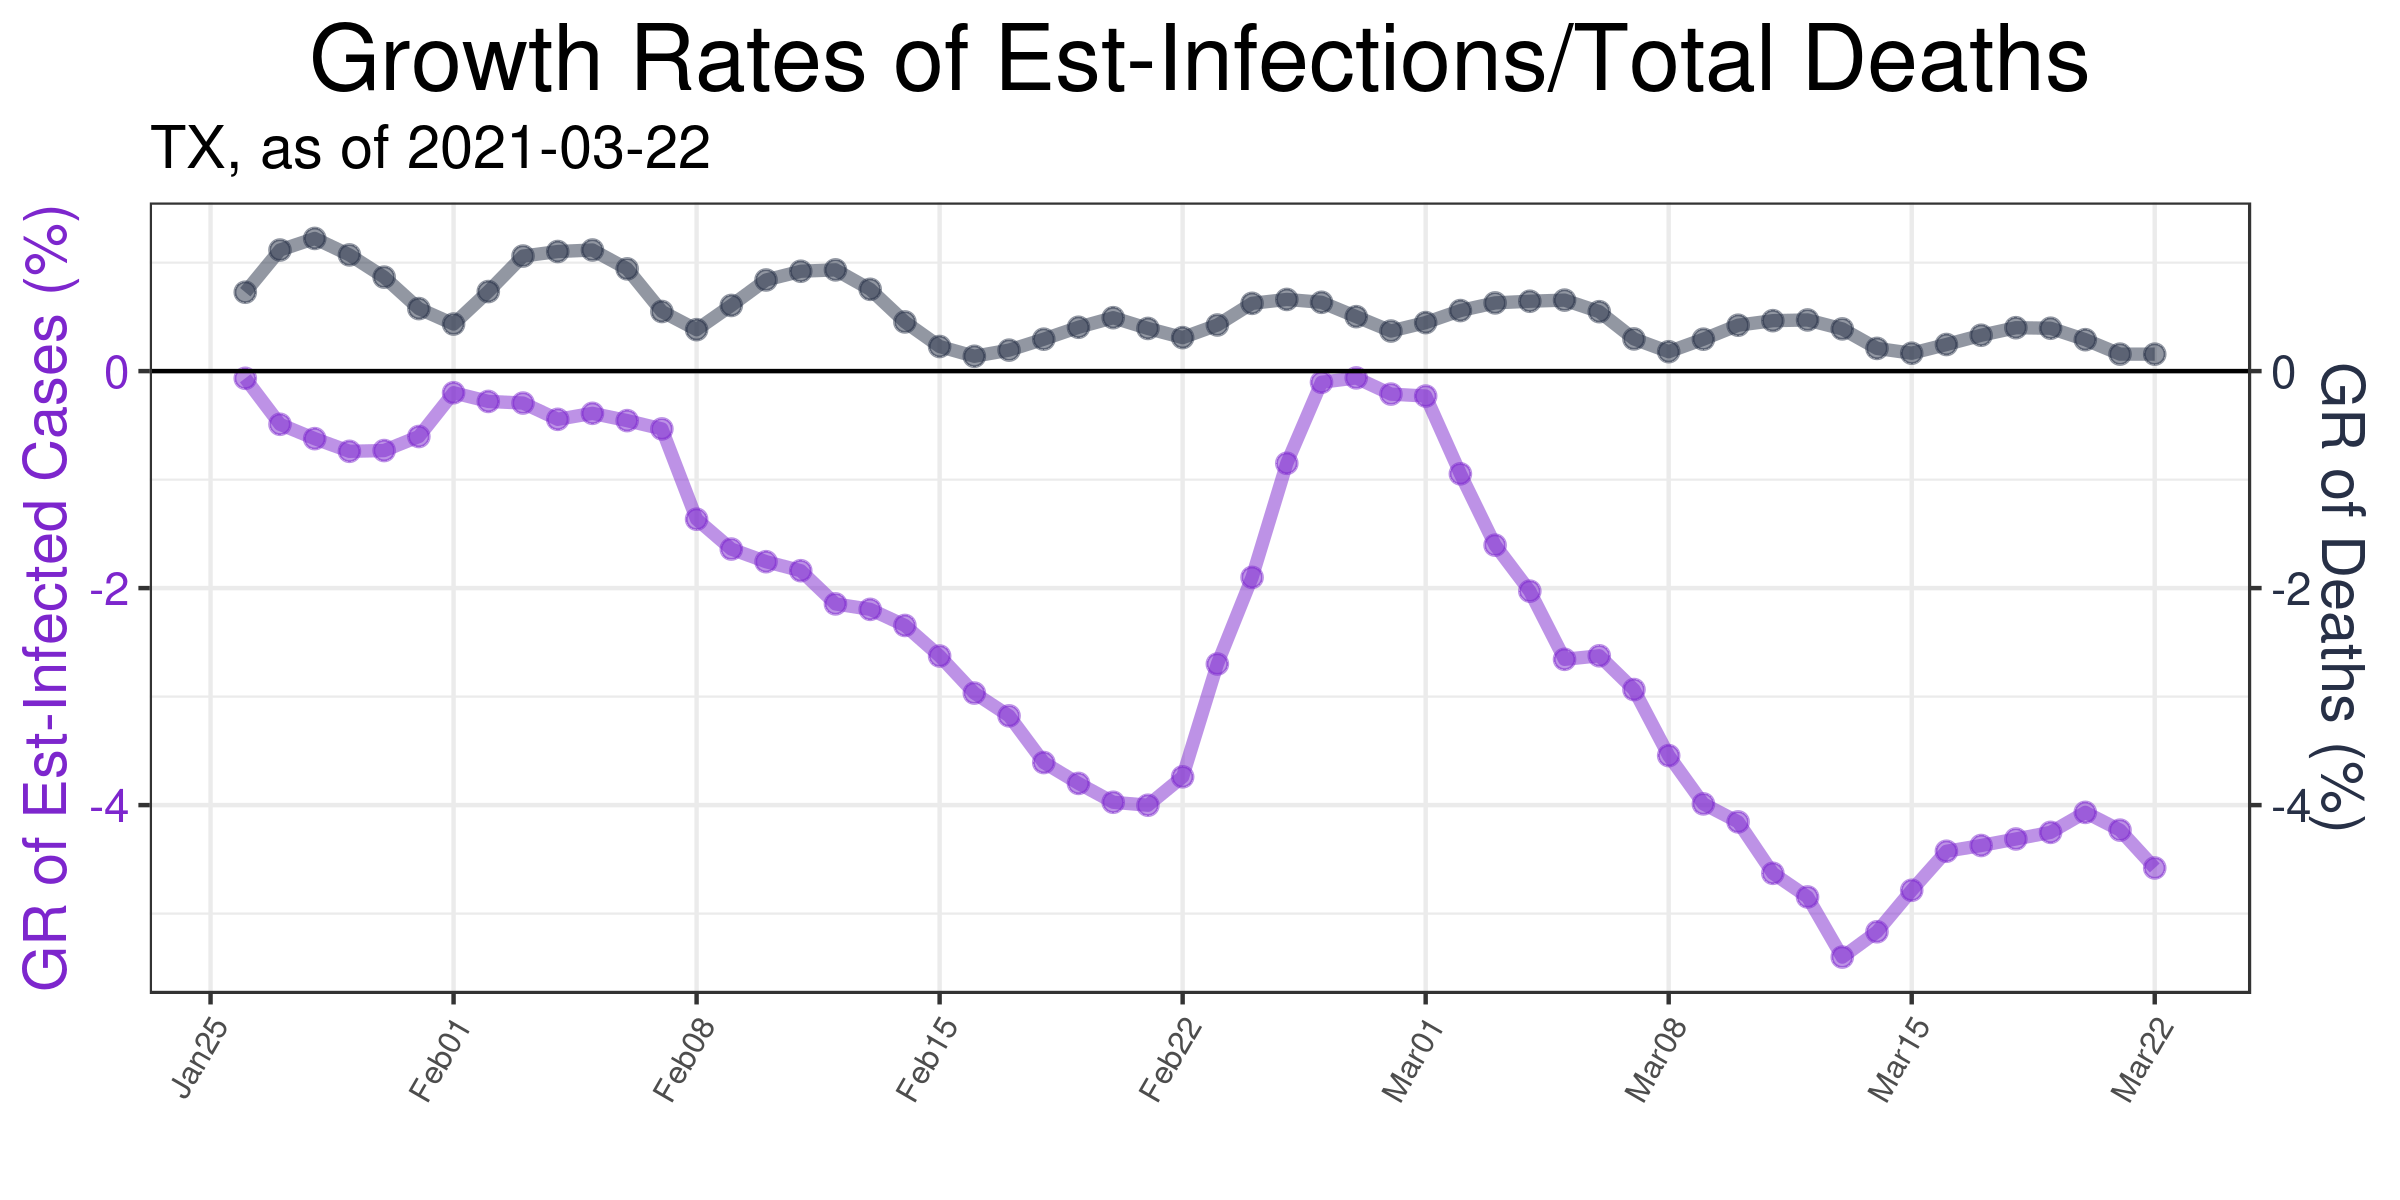 Growth Rates of Est-Infections/Total Deaths
TX, as of 2021-03-22
GR of Est-Infected Cases (%)
0
-2
-4
0
-2
-4
GR of Deaths (%)
Jan25
Feb01
Feb08
Feb15
Feb22
Mar01
Mar08
Mar15
Mar22